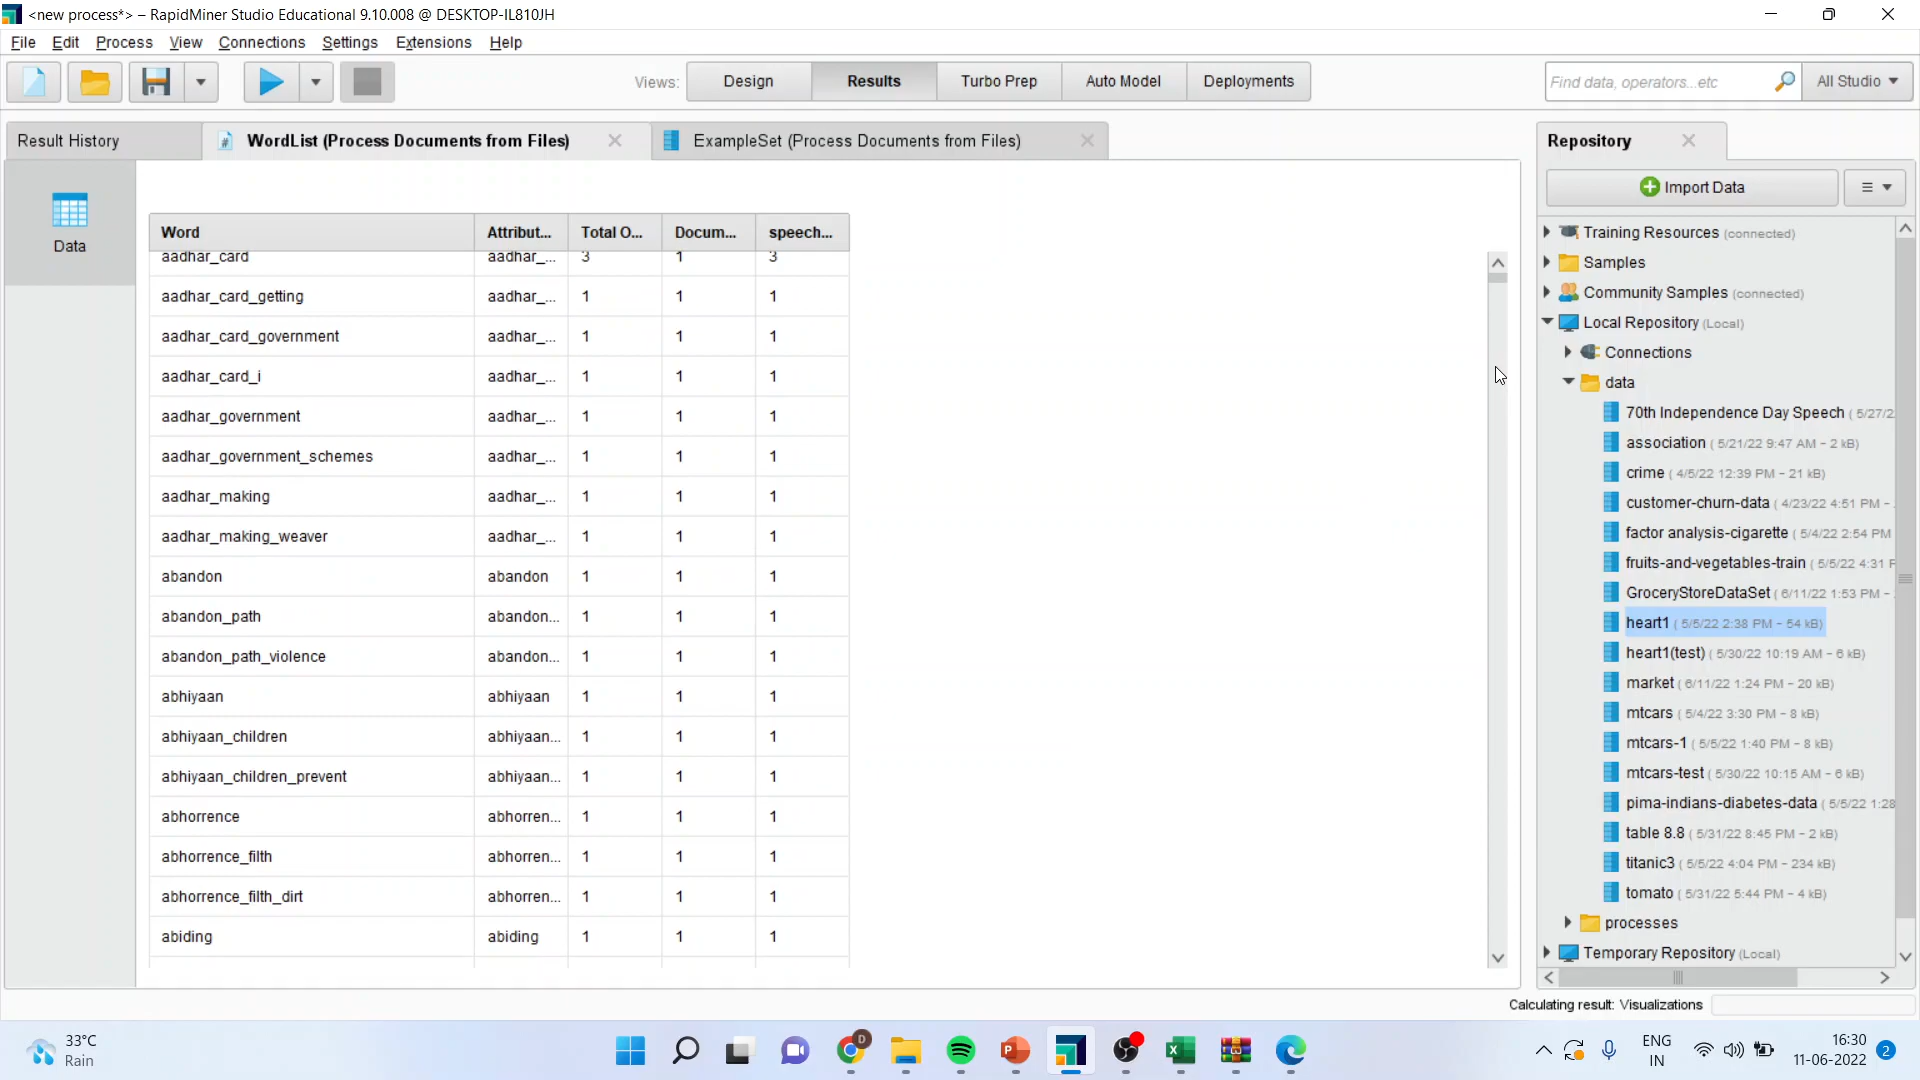 <new process*> – RapidMiner Studio Educational 9.10.008 @ DESKTOP-IL810JH
File Edit Process View Connections Settings Extensions Help
Views: Design Results Turbo Prep Auto Model Deployments
Find data, operators...etc All Studio
Result History
WordList (Process Documents from Files)
ExampleSet (Process Documents from Files)
Repository
Import Data
Data
Word Attribut... Total O... Docum... speech...
aadhar_card aadhar_... 3 1 3
aadhar_card_getting aadhar_... 1 1 1
aadhar_card_government aadhar_... 1 1 1
aadhar_card_i aadhar_... 1 1 1
aadhar_government aadhar_... 1 1 1
aadhar_government_schemes aadhar_... 1 1 1
aadhar_making aadhar_... 1 1 1
aadhar_making_weaver aadhar_... 1 1 1
abandon abandon 1 1 1
abandon_path abandon... 1 1 1
abandon_path_violence abandon... 1 1 1
abhiyaan abhiyaan 1 1 1
abhiyaan_children abhiyaan... 1 1 1
abhiyaan_children_prevent abhiyaan... 1 1 1
abhorrence abhorren... 1 1 1
abhorrence_filth abhorren... 1 1 1
abhorrence_filth_dirt abhorren... 1 1 1
abiding abiding 1 1 1
Training Resources (connected)
Samples
Community Samples (connected)
Local Repository (Local)
Connections
data
70th Independence Day Speech ( 5/27/2
association ( 5/21/22 9:47 AM – 2 kB)
crime ( 4/5/22 12:39 PM – 21 kB)
customer-churn-data ( 4/23/22 4:51 PM –
factor analysis-cigarette ( 5/4/22 2:54 PM
fruits-and-vegetables-train ( 5/5/22 4:31
GroceryStoreDataSet ( 6/11/22 1:53 PM –
heart1 ( 5/5/22 2:38 PM – 54 kB)
heart1(test) ( 5/30/22 10:19 AM – 6 kB)
market ( 6/11/22 1:24 PM – 20 kB)
mtcars ( 5/4/22 3:30 PM – 8 kB)
mtcars-1 ( 5/5/22 1:40 PM – 8 kB)
mtcars-test ( 5/30/22 10:15 AM – 6 kB)
pima-indians-diabetes-data ( 5/5/22 1:28
table 8.8 ( 5/31/22 8:45 PM – 2 kB)
titanic3 ( 5/5/22 4:04 PM – 234 kB)
tomato ( 5/31/22 5:44 PM – 4 kB)
processes
Temporary Repository (Local)
Calculating result: Visualizations
33°C
Rain
D
P
X
ENG
IN
16:30
11-06-2022
2